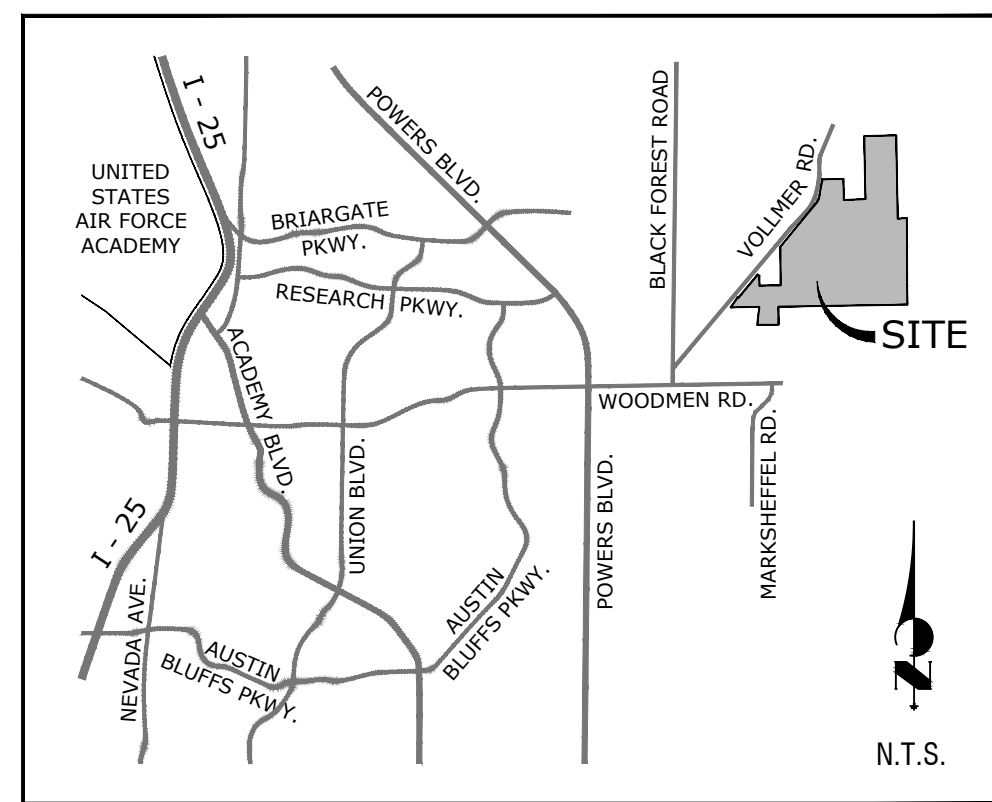 I - 25
POWERS BLVD.
BLACK FOREST ROAD
VOLLMER RD.
UNITED
STATES
AIR FORCE
ACADEMY
BRIARGATE
PKWY.
RESEARCH PKWY.
SITE
ACADEMY BLVD.
WOODMEN RD.
MARKSHEFFEL RD.
UNION BLVD.
POWERS BLVD.
I - 25
NEVADA AVE.
AUSTIN
BLUFFS PKWY.
AUSTIN
BLUFFS PKWY.
N
N.T.S.